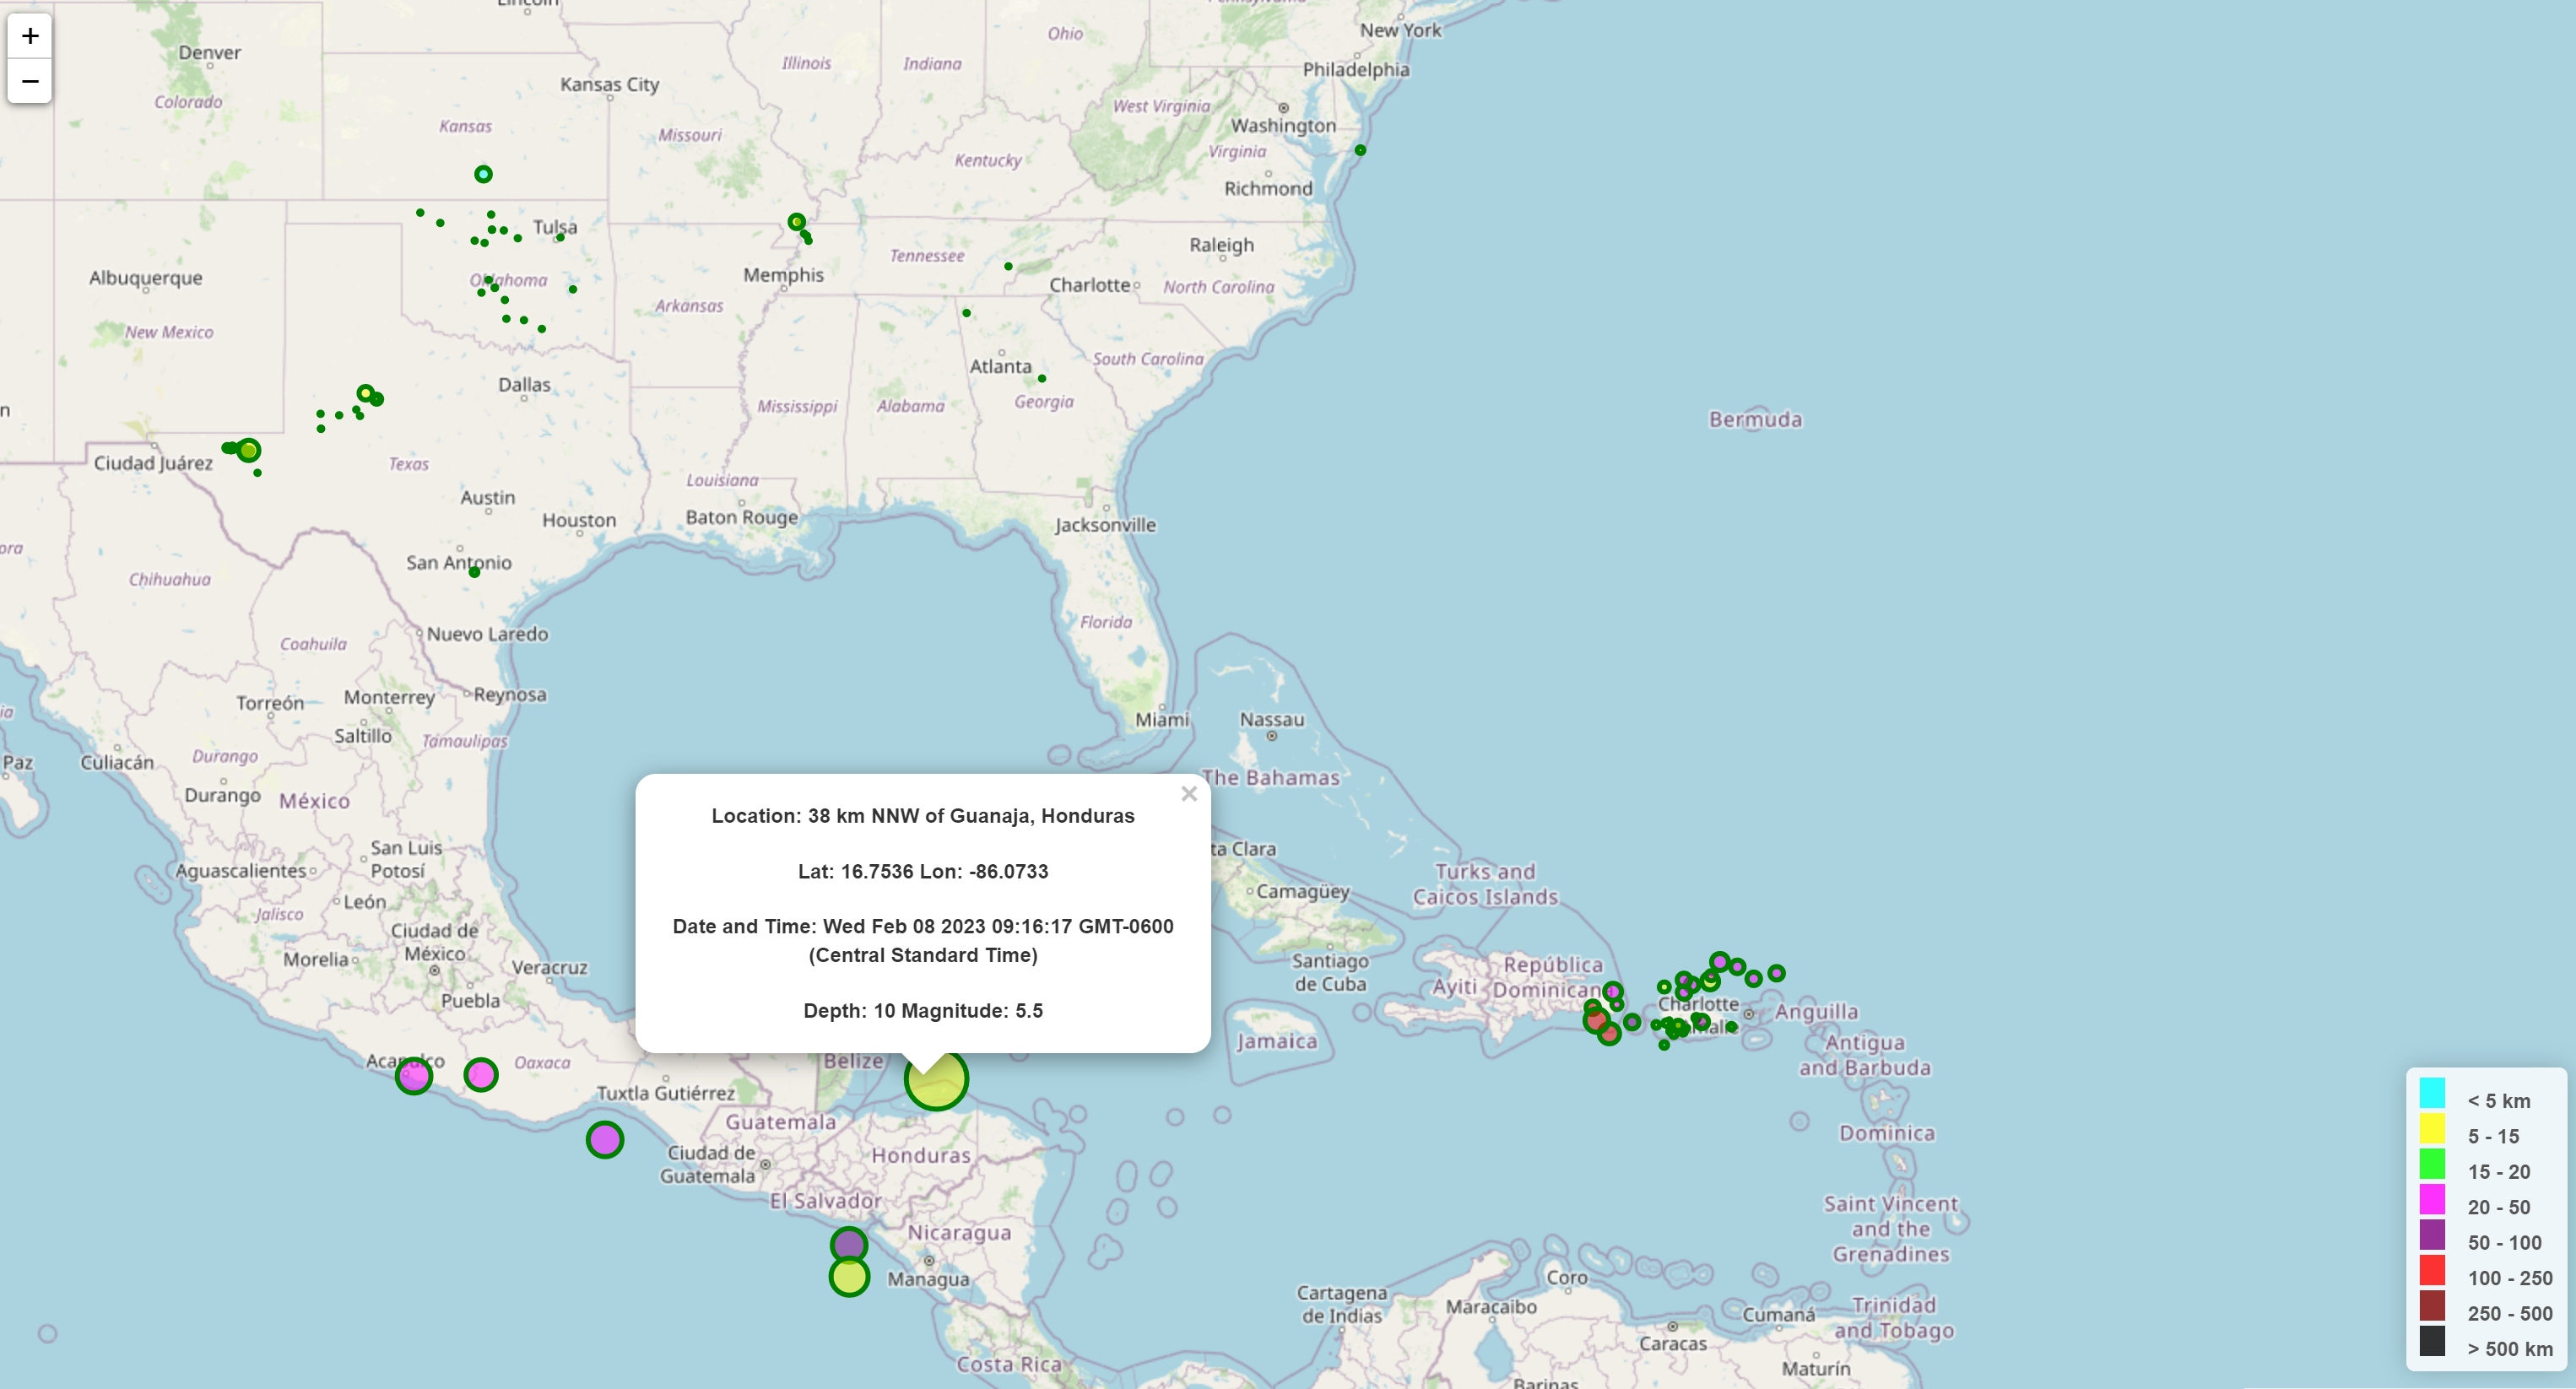 +
−
Lincoln
Denver
Colorado
Kansas City
Kansas
Missouri
Illinois
Indiana
Ohio
Pennsylvania
New York
Philadelphia
West Virginia
Washington
Virginia
Richmond
Kentucky
Albuquerque
New Mexico
Tulsa
Oklahoma
Arkansas
Memphis
Tennessee
Raleigh
Charlotte
North Carolina
South Carolina
Atlanta
Georgia
Alabama
Mississippi
Dallas
Texas
Ciudad Juárez
Louisiana
Baton Rouge
Austin
Houston
San Antonio
Jacksonville
Florida
Bermuda
n
ora
Chihuahua
Coahuila
Nuevo Laredo
Monterrey
Reynosa
Torreón
Saltillo
Tamaulipas
ia
Paz
Culiacán
Durango
Durango
México
Miami
Nassau
The Bahamas
Location: 38 km NNW of Guanaja, Honduras
Lat: 16.7536 Lon: -86.0733
Date and Time: Wed Feb 08 2023 09:16:17 GMT-0600
(Central Standard Time)
Depth: 10 Magnitude: 5.5
×
ta Clara
Camagüey
Turks and
Caicos Islands
San Luis
Potosí
Aguascalientes
León
Jalisco
Ciudad de
México
Morelia
Veracruz
Puebla
Santiago
de Cuba
República
Dominicana
Ayiti
Jamaica
Charlotte
Amalie
Anguilla
Antigua
and Barbuda
Acapulco
Oaxaca
Tuxtla Gutiérrez
Belize
Guatemala
Ciudad de
Guatemala
Honduras
El Salvador
Nicaragua
Managua
Costa Rica
Dominica
Saint Vincent
and the
Grenadines
Cartagena
de Indias
Coro
Maracaibo
Caracas
Cumaná
Trinidad
and Tobago
Maturín
Barinas
< 5 km
5 - 15
15 - 20
20 - 50
50 - 100
100 - 250
250 - 500
> 500 km